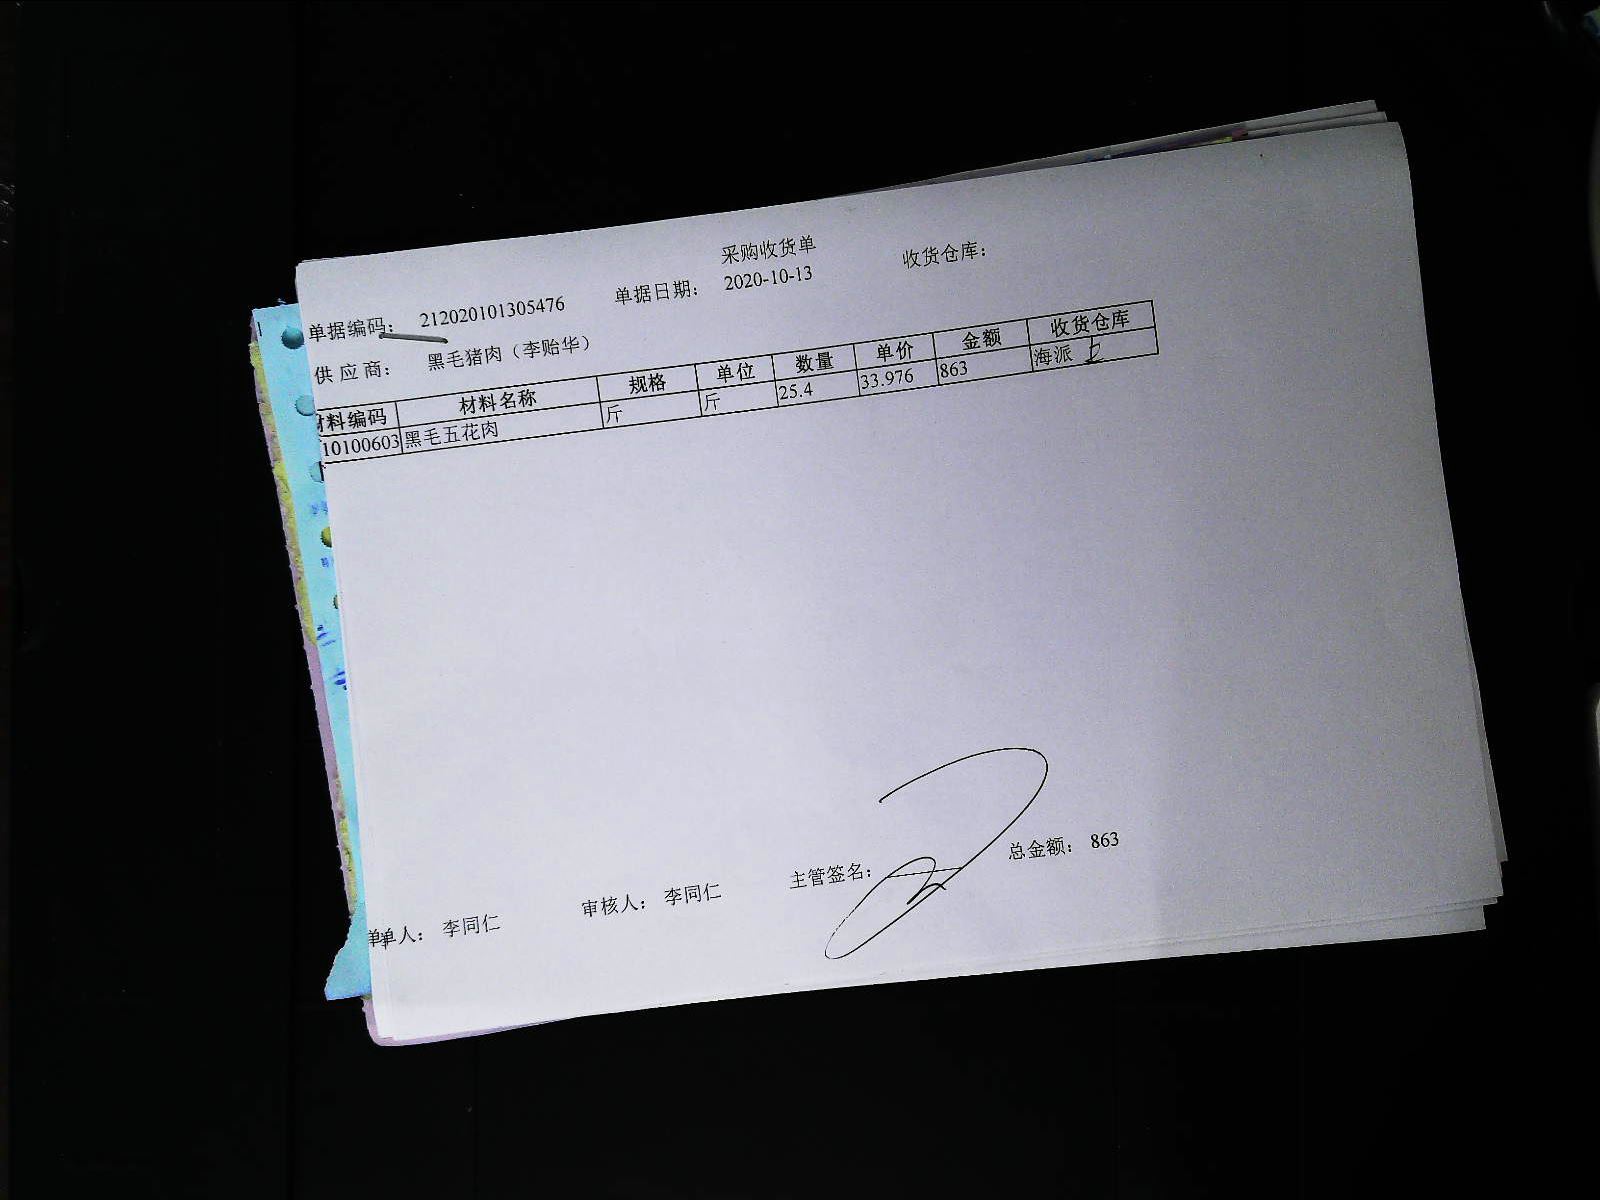 采购收货单
单据编码： 212020101305476 单据日期： 2020-10-13 收货仓库：
供应商： 黑毛猪肉（李贻华）
材料编码 材料名称 规格 单位 数量 单价 金额 收货仓库
10100603 黑毛五花肉 斤 斤 25.4 33.976 863 海派
单人： 李同仁 审核人： 李同仁 主管签名： 总金额： 863